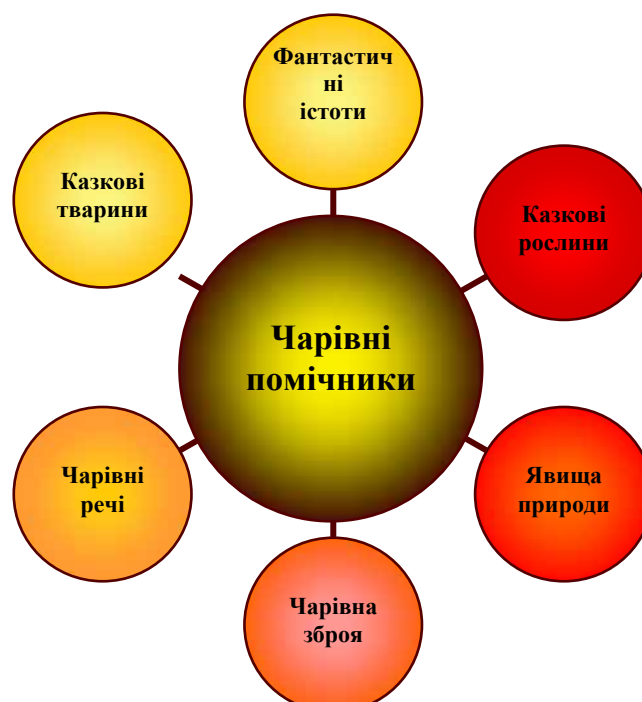 Фантастич
ні
істоти
Казкові
тварини
Казкові
рослини
Чарівні
помічники
Чарівні
речі
Явища
природи
Чарівна
зброя